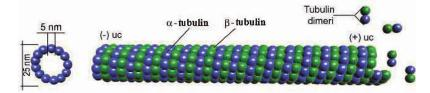 5 nm
25 nm
(-) uc
α-tubulin
β-tubulin
(+) uc
Tubulin
dimeri